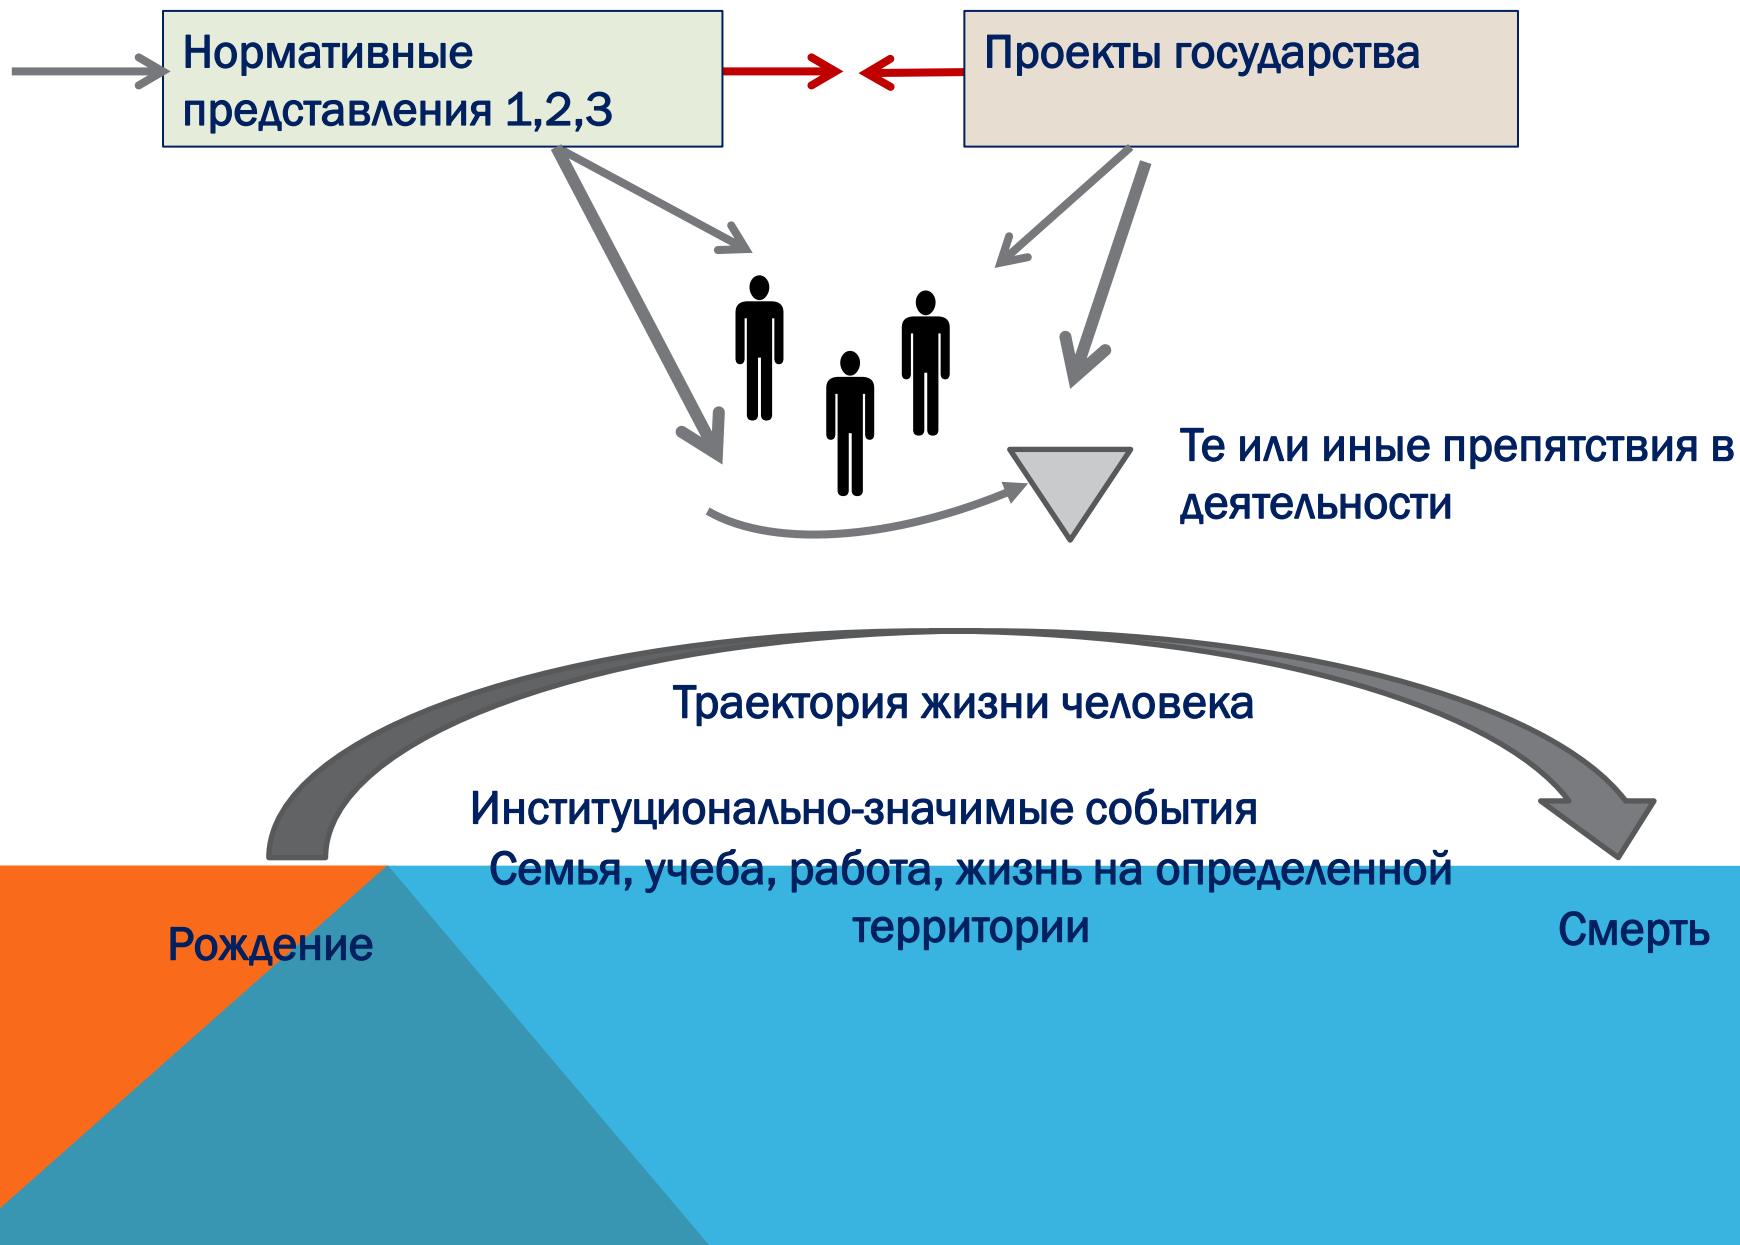 Нормативные
представления 1,2,3
Проекты государства
Те или иные препятствия в
деятельности
Траектория жизни человека
Институционально-значимые события
Семья, учеба, работа, жизнь на определенной
территории
Рождение
Смерть